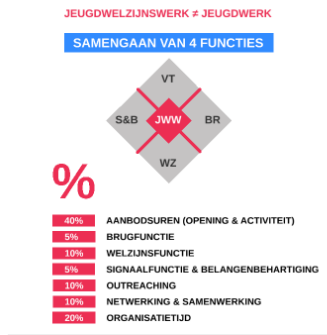 JEUGDWELZIJNSWERK ≠ JEUGDWERK
SAMENGAAN VAN 4 FUNCTIES
VT
S&B JWW BR
WZ
%
40% AANBODSUREN (OPENING & ACTIVITEIT)
5% BRUGFUNCTIE
10% WELZIJNSFUNCTIE
5% SIGNAALFUNCTIE & BELANGENBEHARTIGING
10% OUTREACHING
10% NETWERKING & SAMENWERKING
20% ORGANISATIETIJD